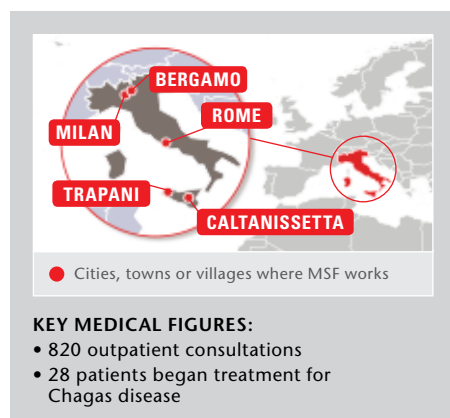 BERGAMO
MILAN
ROME
TRAPANI
CALTANISSETTA
Cities, towns or villages where MSF works
KEY MEDICAL FIGURES:
• 820 outpatient consultations
• 28 patients began treatment for
Chagas disease